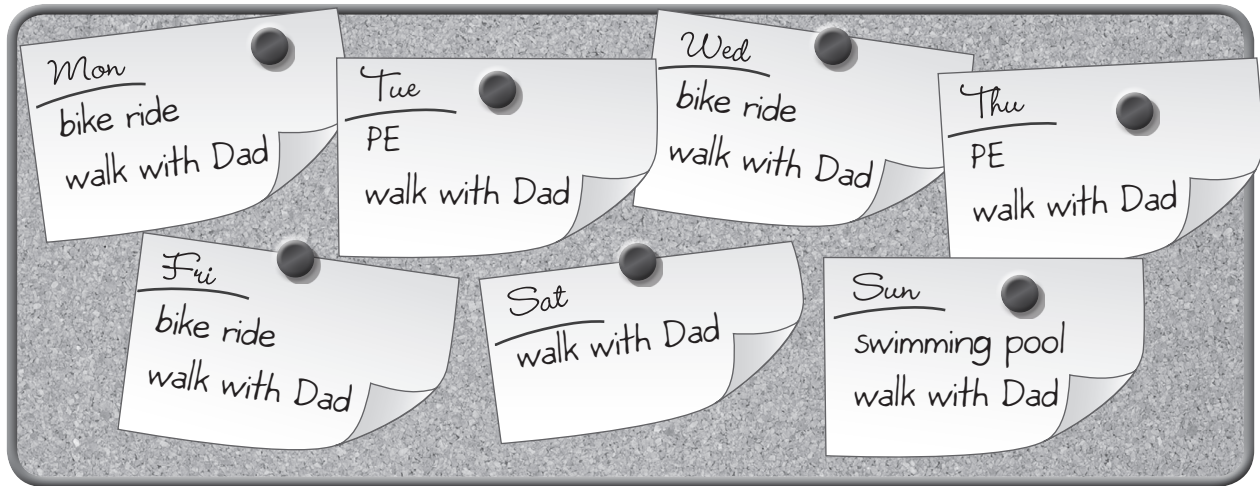 Mon
bike ride
walk with Dad
Tue
PE
walk with Dad
Wed
bike ride
walk with Dad
Thu
PE
walk with Dad
Fri
bike ride
walk with Dad
Sat
walk with Dad
Sun
swimming pool
walk with Dad